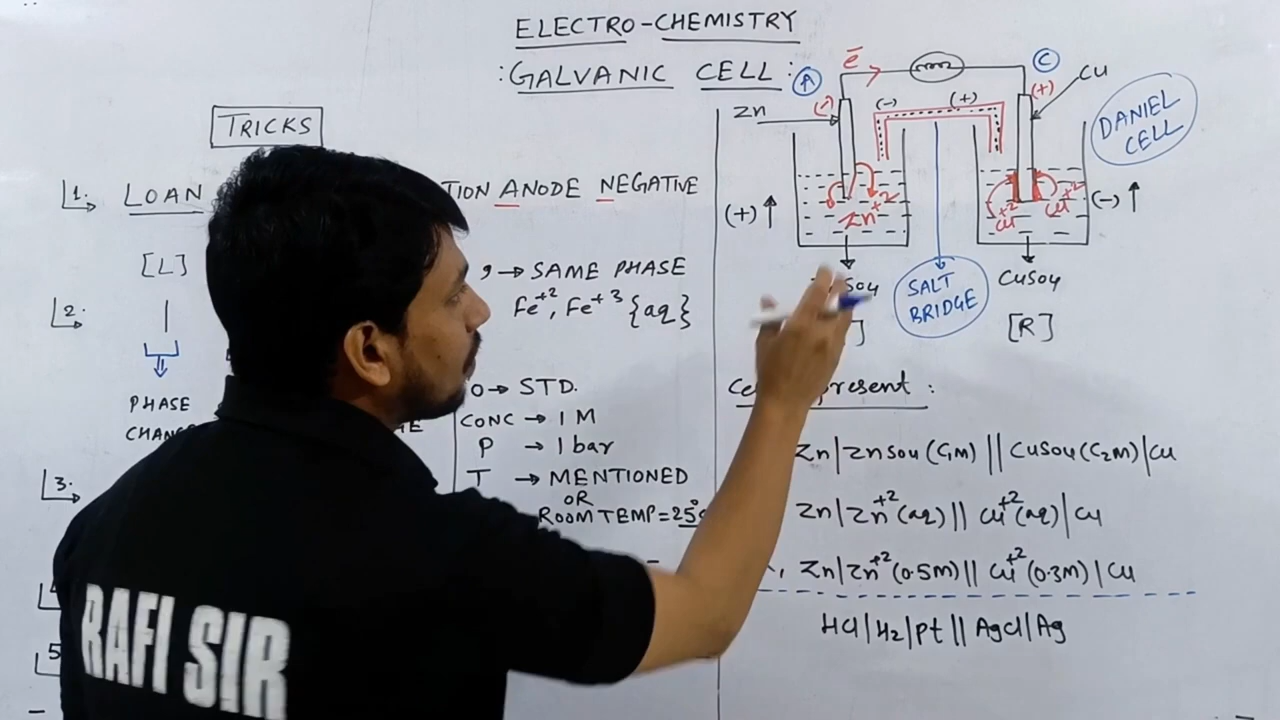 ELECTRO-CHEMISTRY
:GALVANIC CELL:
TRICKS
1. LOAN
TION ANODE NEGATIVE
[L]
, → SAME PHASE
2. |
Fe+2, Fe+3 {aq}
PHASE
O → STD.
CONC → 1 M
P → 1 bar
3.
T → MENTIONED
OR
ROOM TEMP = 25°
5
RAFI SIR
A
e-
C
Cu
Zn
(-)
(-)
(+)
(+)
DANIEL
CELL
(+) ↑
Zn+2
Cu+2
Cu+2
(-) ↑
SALT
BRIDGE
CuSO4
[R]
present :
Zn|ZnSO4(C1M)||CuSO4(C2M)|Cu
Zn|Zn+2(aq)||Cu+2(aq)|Cu
Zn|Zn+2(0.5M)||Cu+2(0.3M)|Cu
HCl|H2|Pt||AgCl|Ag